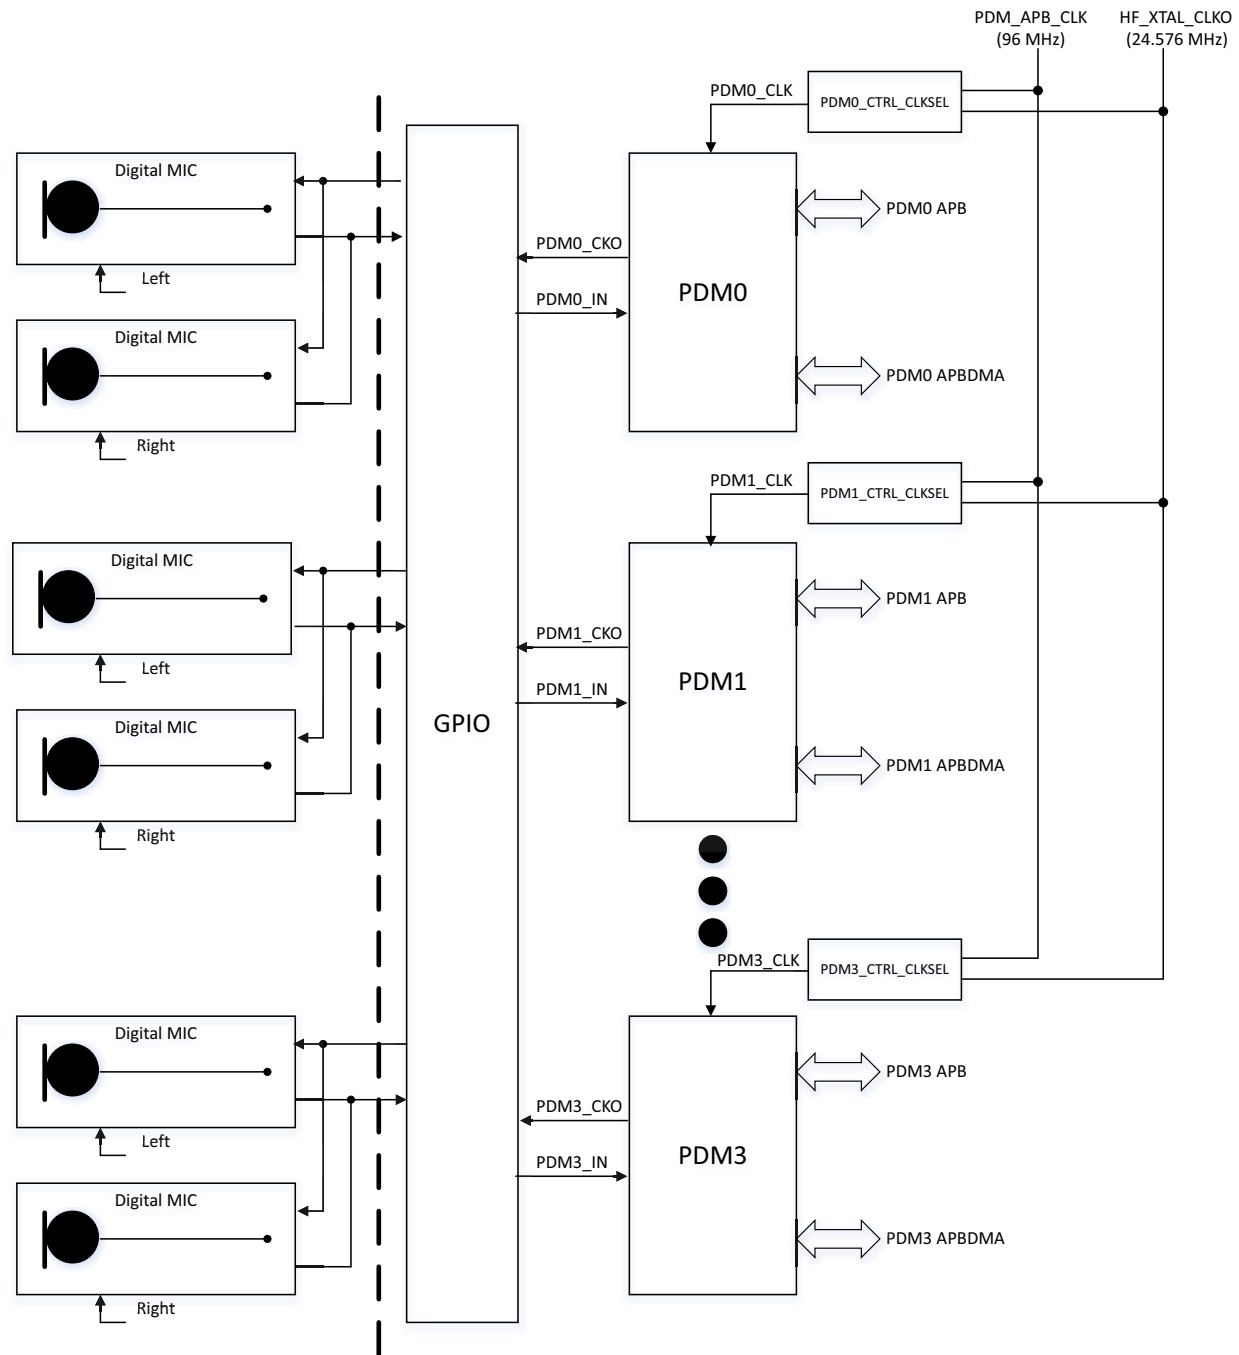 PDM_APB_CLK
(96 MHz)
HF_XTAL_CLKO
(24.576 MHz)
PDM0_CLK
PDM0_CTRL_CLKSEL
Digital MIC
Left
Digital MIC
Right
PDM0_CKO
PDM0_IN
PDM0
PDM0 APB
PDM0 APBDMA
PDM1_CLK
PDM1_CTRL_CLKSEL
Digital MIC
Left
Digital MIC
Right
GPIO
PDM1_CKO
PDM1_IN
PDM1
PDM1 APB
PDM1 APBDMA
PDM3_CLK
PDM3_CTRL_CLKSEL
Digital MIC
Left
Digital MIC
Right
PDM3_CKO
PDM3_IN
PDM3
PDM3 APB
PDM3 APBDMA